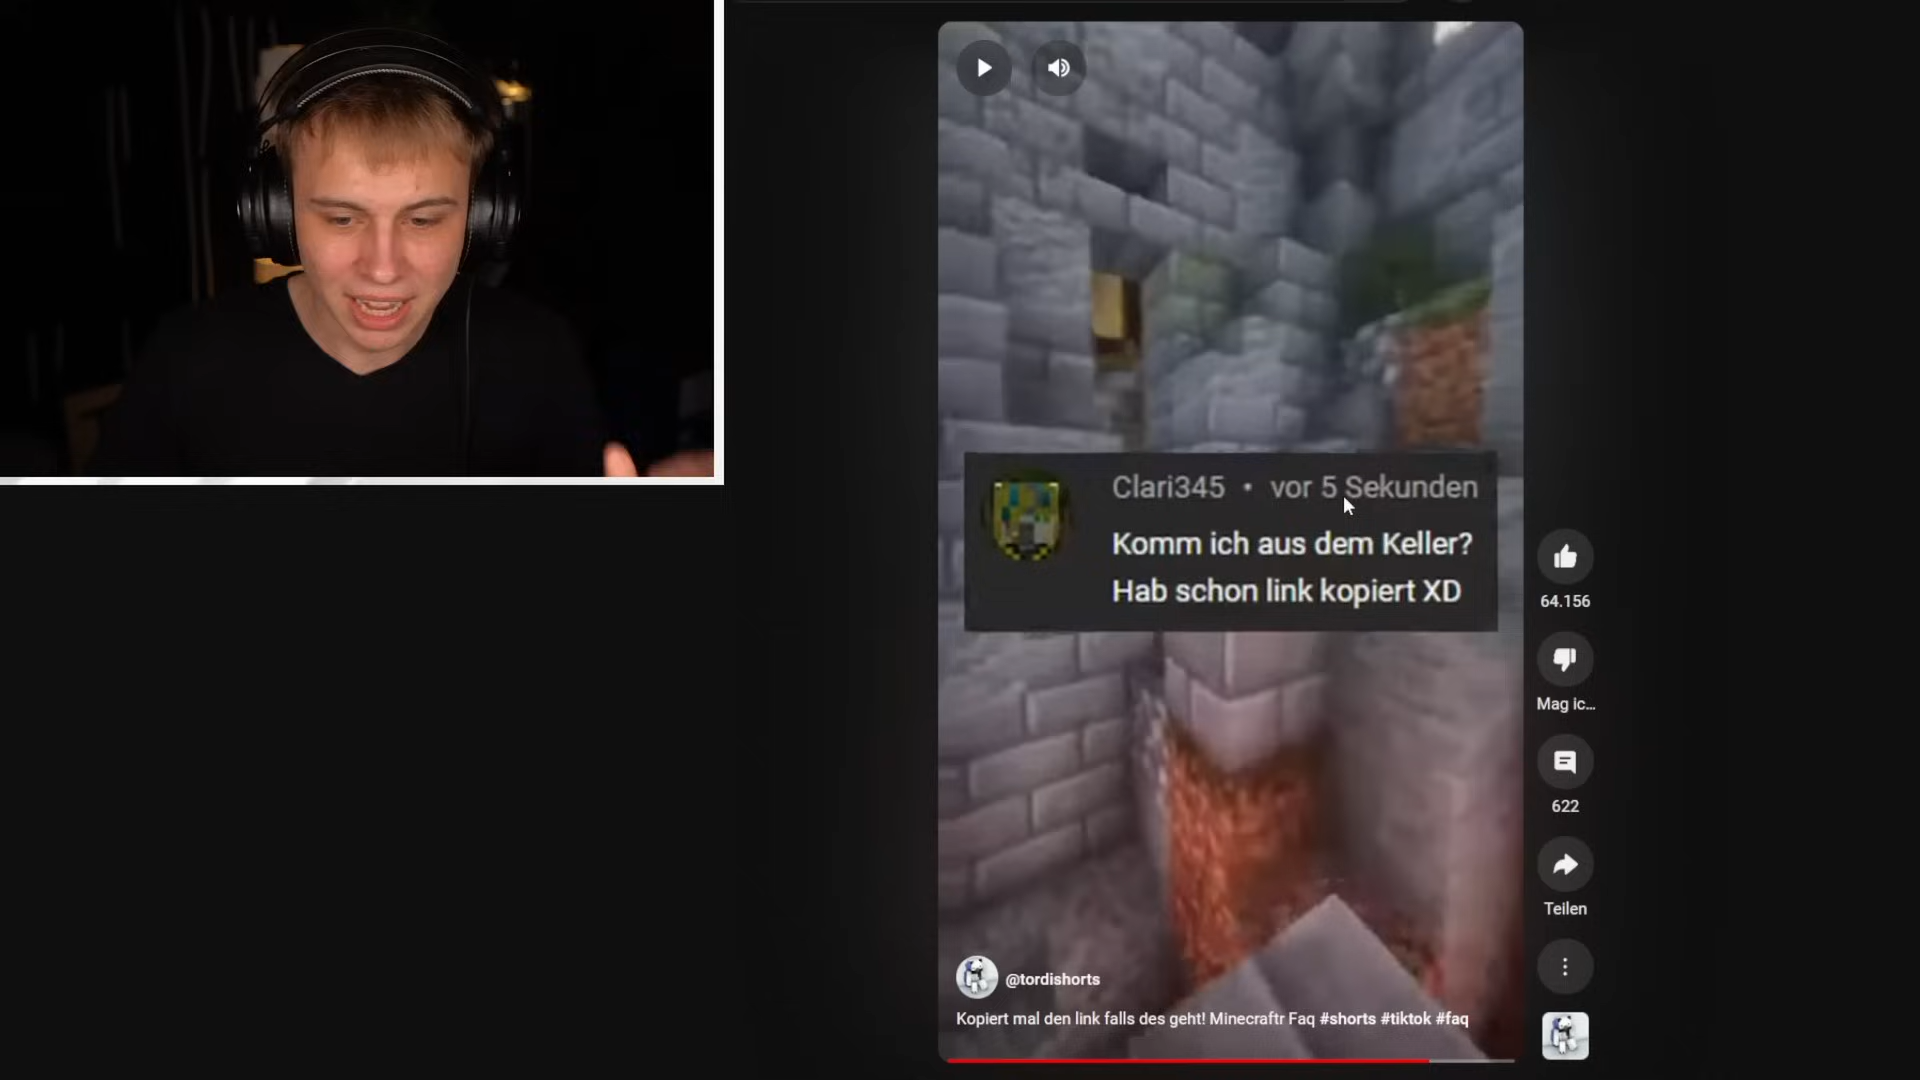 Clari345 • vor 5 Sekunden
Komm ich aus dem Keller?
Hab schon link kopiert XD
64.156
Mag ic...
622
Teilen
@tordishorts
Kopiert mal den link falls des geht! Minecraftr Faq #shorts #tiktok #faq